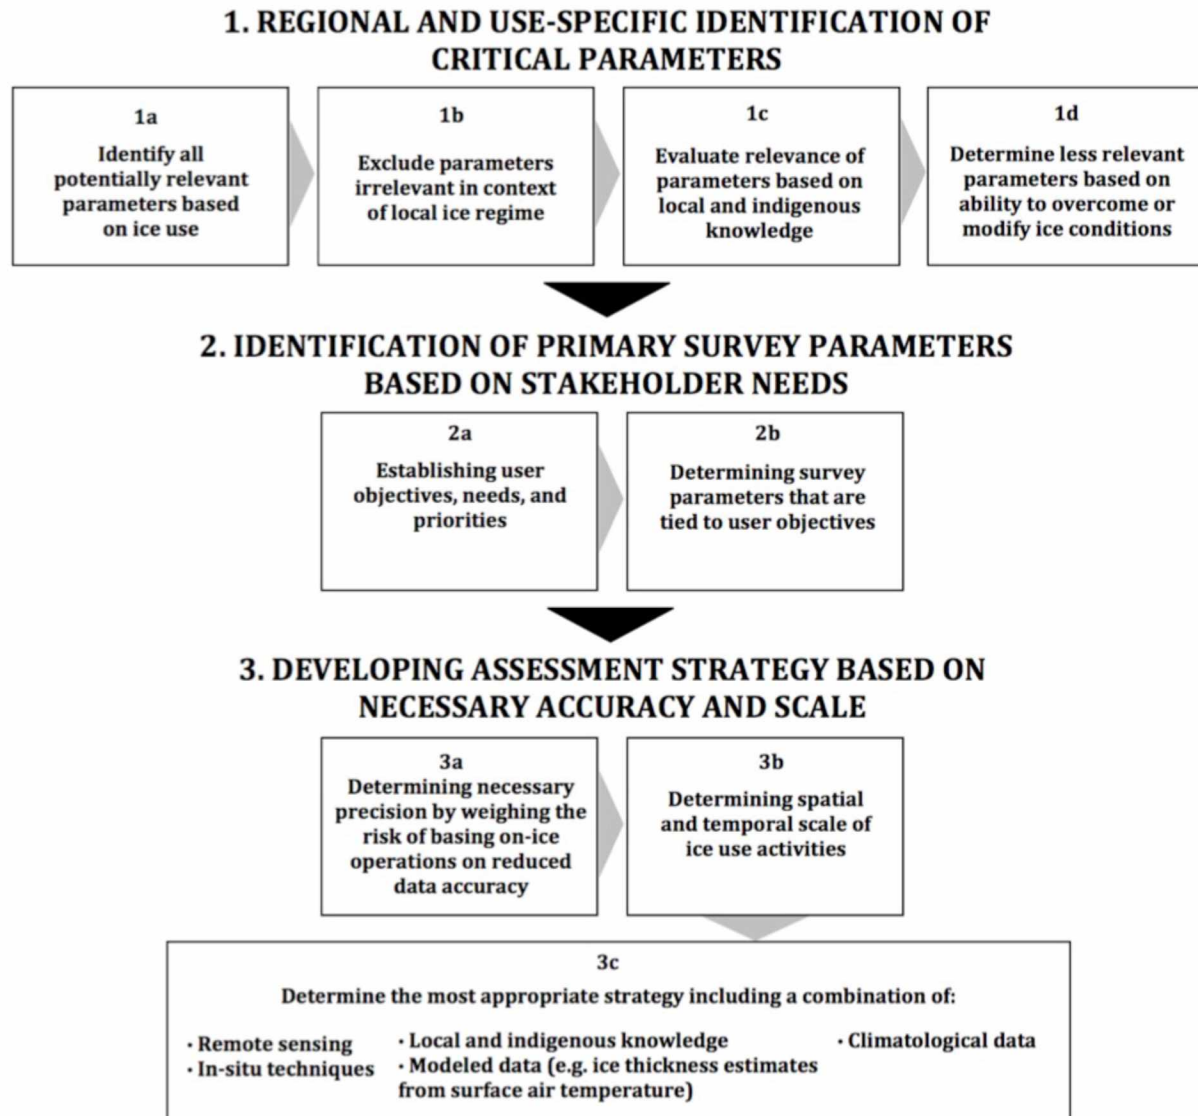 1. REGIONAL AND USE-SPECIFIC IDENTIFICATION OF
CRITICAL PARAMETERS
1a
Identify all
potentially relevant
parameters based
on ice use
1b
Exclude parameters
irrelevant in context
of local ice regime
1c
Evaluate relevance of
parameters based on
local and indigenous
knowledge
1d
Determine less relevant
parameters based on
ability to overcome or
modify ice conditions
2. IDENTIFICATION OF PRIMARY SURVEY PARAMETERS
BASED ON STAKEHOLDER NEEDS
2a
Establishing user
objectives, needs, and
priorities
2b
Determining survey
parameters that are
tied to user objectives
3. DEVELOPING ASSESSMENT STRATEGY BASED ON
NECESSARY ACCURACY AND SCALE
3a
Determining necessary
precision by weighing the
risk of basing on-ice
operations on reduced
data accuracy
3b
Determining spatial
and temporal scale of
ice use activities
3c
Determine the most appropriate strategy including a combination of:
· Remote sensing
· In-situ techniques
· Local and indigenous knowledge
· Modeled data (e.g. ice thickness estimates
from surface air temperature)
· Climatological data